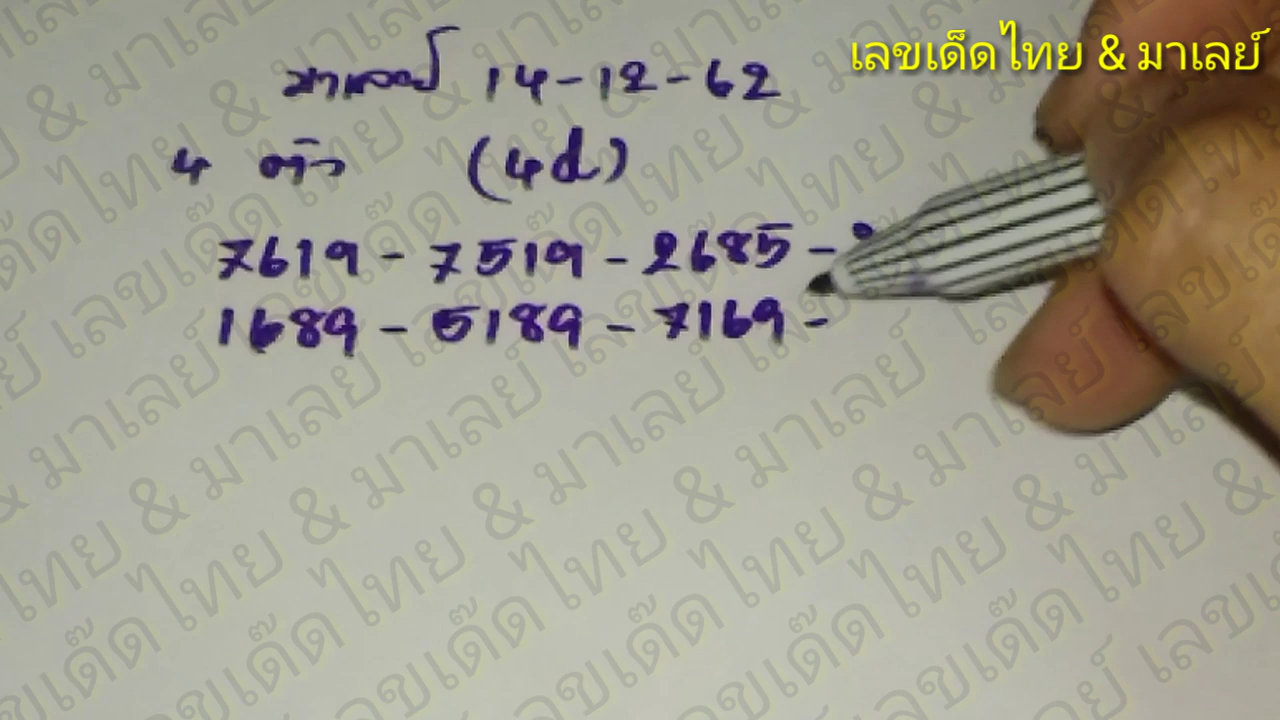 เลขเด็ดไทย & มาเลย์
มาเลย์ 14-12-62
4 ตัว (4d)
7619 - 7519 - 2685 -
1689 - 5189 - 7169 -